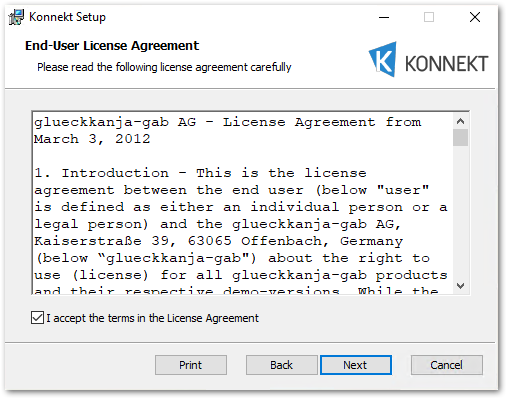 Konnekt Setup
End-User License Agreement
Please read the following license agreement carefully
KONNEKT
glueckkanja-gab AG – License Agreement from
March 3, 2012
1. Introduction – This is the license
agreement between the end user (below "user"
is defined as either an individual person or a
legal person) and the glueckkanja-gab AG,
Kaiserstraße 39, 63065 Offenbach, Germany
(below “glueckkanja-gab") about the right to
use (license) for all glueckkanja-gab products
and their respective demo-versions. While the
I accept the terms in the License Agreement
Print
Back
Next
Cancel